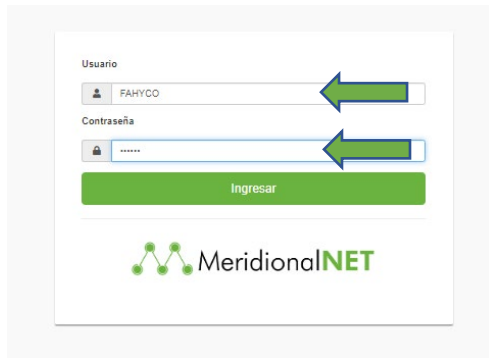 Usuario
FAHYCO
Contraseña
······
Ingresar
MeridionalNET